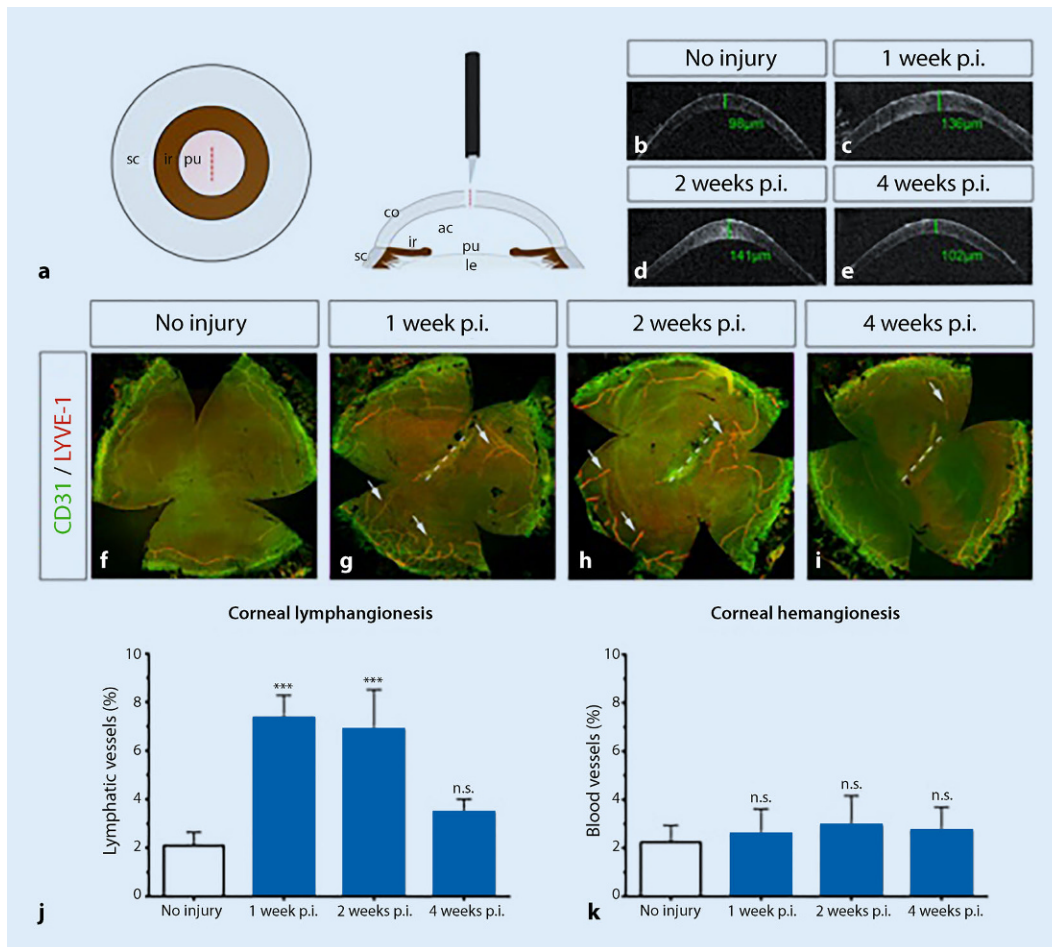 sc
ir
pu
co
ac
ir
sc
pu
le
a
No injury
1 week p.i.
98µm
b
136µm
c
2 weeks p.i.
4 weeks p.i.
141µm
d
102µm
e
No injury
1 week p.i.
2 weeks p.i.
4 weeks p.i.
CD31 / LYVE-1
f
g
h
i
Corneal lymphangionesis
Lymphatic vessels (%)
10
8
6
4
2
0
***
***
n.s.
No injury
1 week p.i.
2 weeks p.i.
4 weeks p.i.
j
Corneal hemangionesis
Blood vessels (%)
10
8
6
4
2
0
n.s.
n.s.
n.s.
No injury
1 week p.i.
2 weeks p.i.
4 weeks p.i.
k